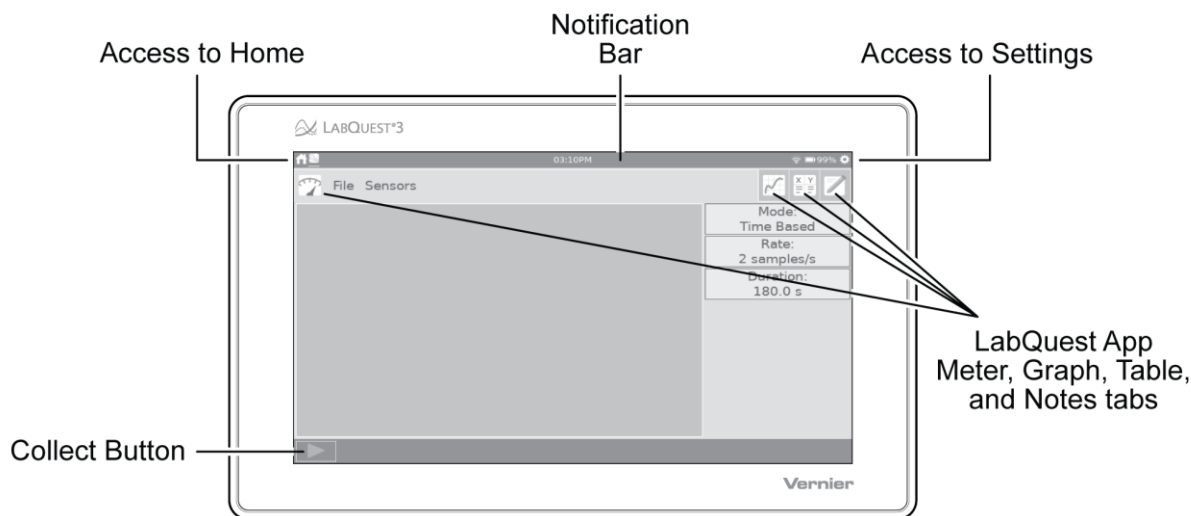 Notification
Bar
Access to Home
Access to Settings
LABQUEST®3
03:10PM
99%
File Sensors
X Y
Mode:
Time Based
Rate:
2 samples/s
Duration:
180.0 s
LabQuest App
Meter, Graph, Table,
and Notes tabs
Collect Button
Vernier